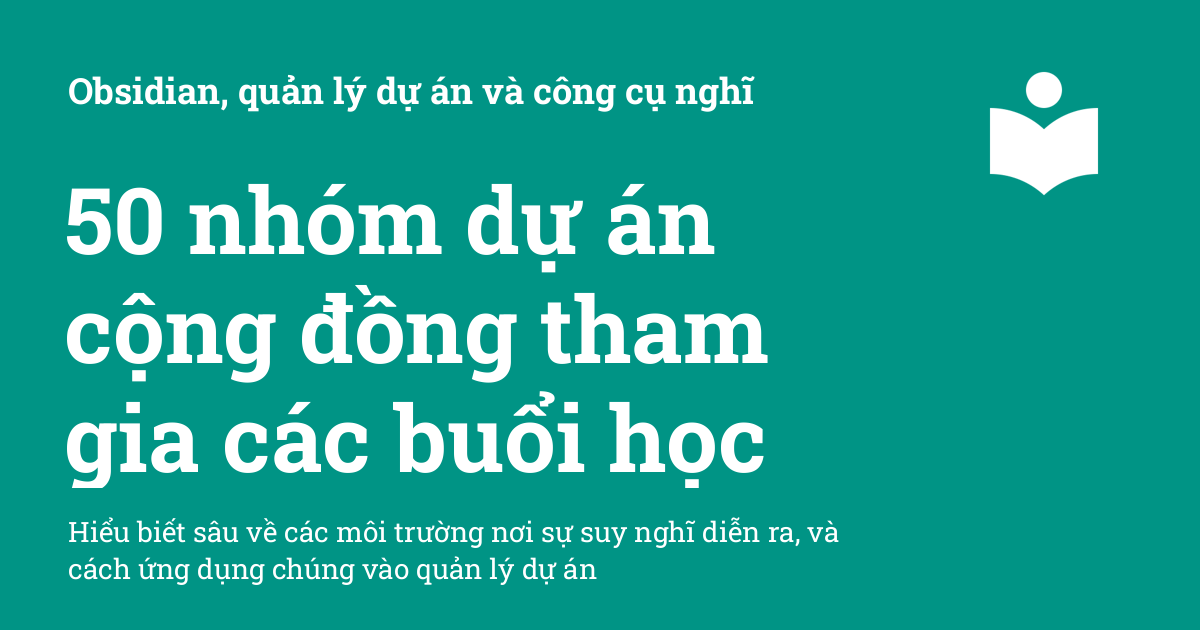 Obsidian, quản lý dự án và công cụ nghĩ
50 nhóm dự án
cộng đồng tham
gia các buổi học
Hiểu biết sâu về các môi trường nơi sự suy nghĩ diễn ra, và
cách ứng dụng chúng vào quản lý dự án